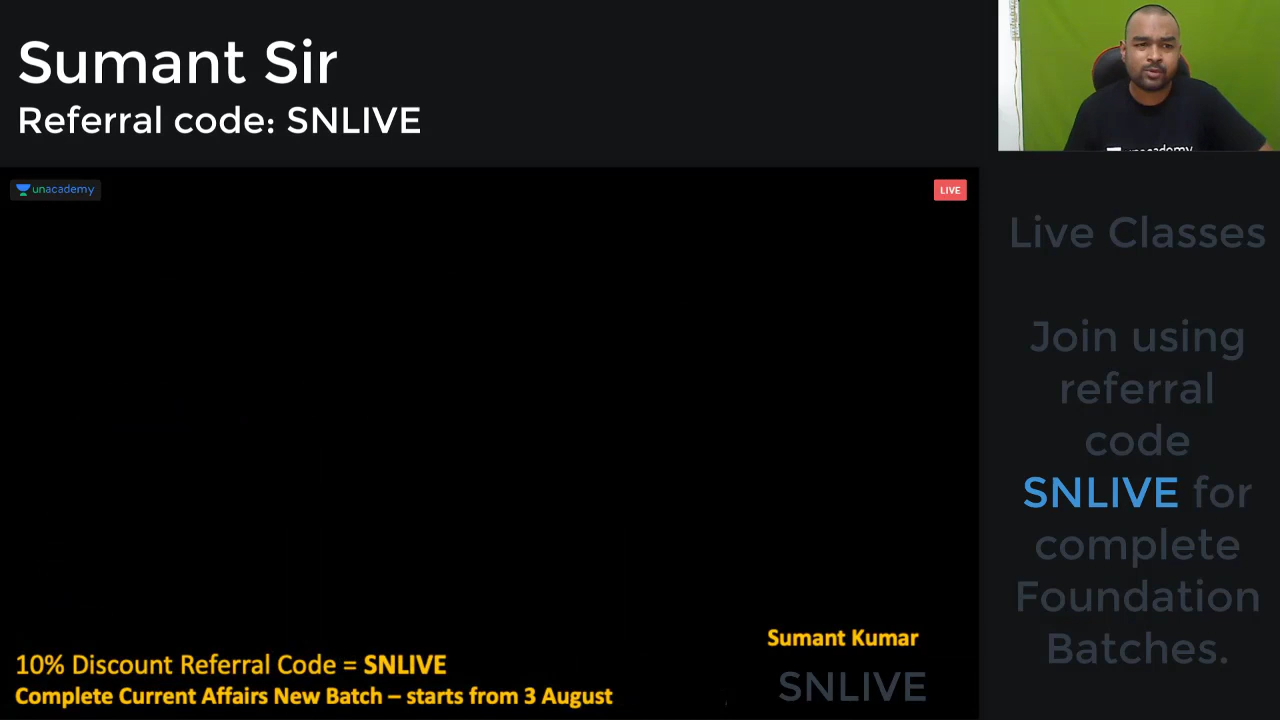 Sumant Sir
Referral code: SNLIVE
unacademy
LIVE
unacademy
Live Classes
Join using
referral
code
SNLIVE for
complete
Foundation
Batches.
Sumant Kumar
SNLIVE
10% Discount Referral Code = SNLIVE
Complete Current Affairs New Batch – starts from 3 August